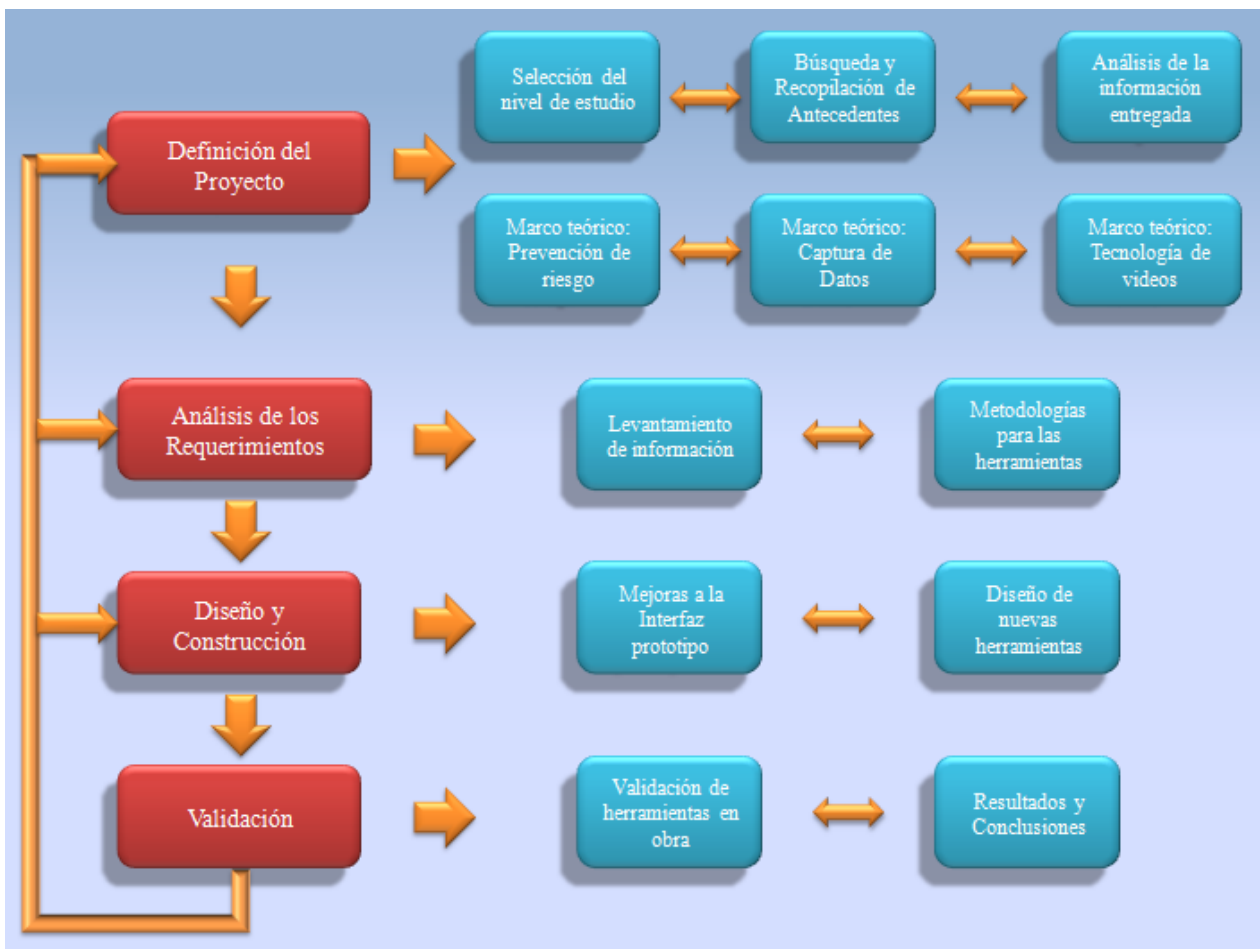 Definición del
Proyecto
Selección del
nivel de estudio
Búsqueda y
Recopilación de
Antecedentes
Análisis de la
información
entregada
Marco teórico:
Prevención de
riesgo
Marco teórico:
Captura de
Datos
Marco teórico:
Tecnología de
videos
Análisis de los
Requerimientos
Levantamiento
de información
Metodologías
para las
herramientas
Diseño y
Construcción
Mejoras a la
Interfaz
prototipo
Diseño de
nuevas
herramientas
Validación
Validación de
herramientas en
obra
Resultados y
Conclusiones